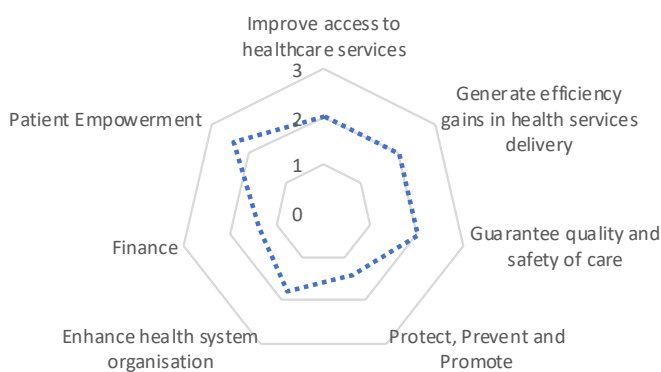 Improve access to
healthcare services
3
Generate efficiency
gains in health services
delivery
Patient Empowerment
2
1
0
Guarantee quality and
safety of care
Finance
Enhance health system
organisation
Protect, Prevent and
Promote